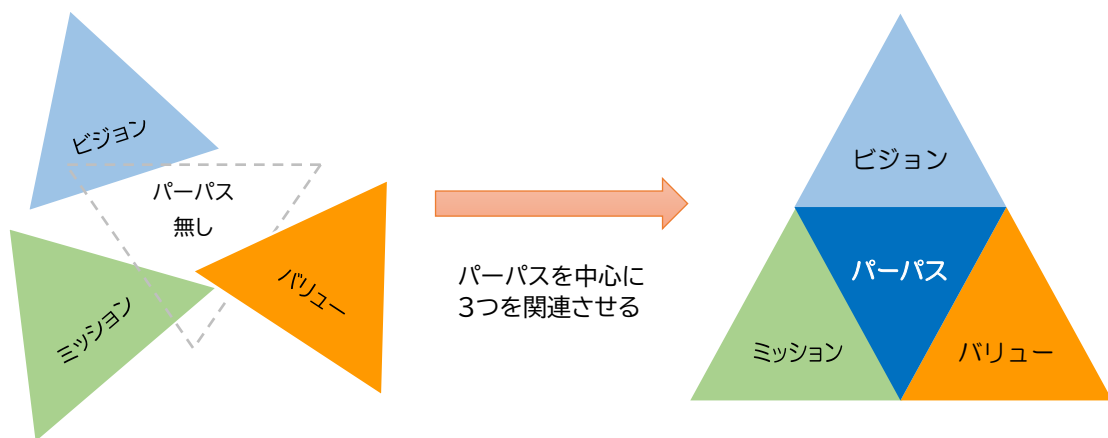 ビジョン
パーパス
無し
バリュー
ミッション
パーパスを中心に
3つを関連させる
ビジョン
パーパス
ミッション
バリュー